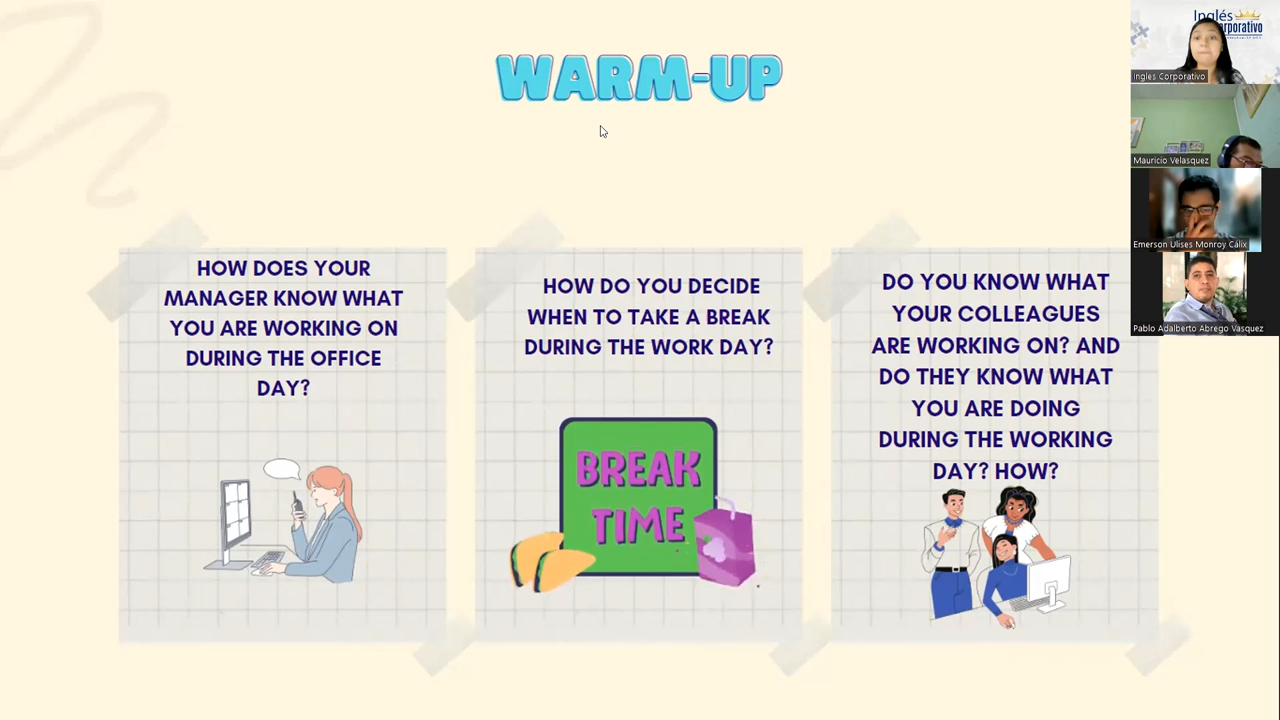 WARM-UP
HOW DOES YOUR
MANAGER KNOW WHAT
YOU ARE WORKING ON
DURING THE OFFICE
DAY?
HOW DO YOU DECIDE
WHEN TO TAKE A BREAK
DURING THE WORK DAY?
BREAK
TIME
DO YOU KNOW WHAT
YOUR COLLEAGUES
ARE WORKING ON? AND
DO THEY KNOW WHAT
YOU ARE DOING
DURING THE WORKING
DAY? HOW?
Inglés
Ingles Corporativo
Mauricio Velasquez
Emerson Ulises Monroy Cálix
Pablo Adalberto Abrego Vasquez